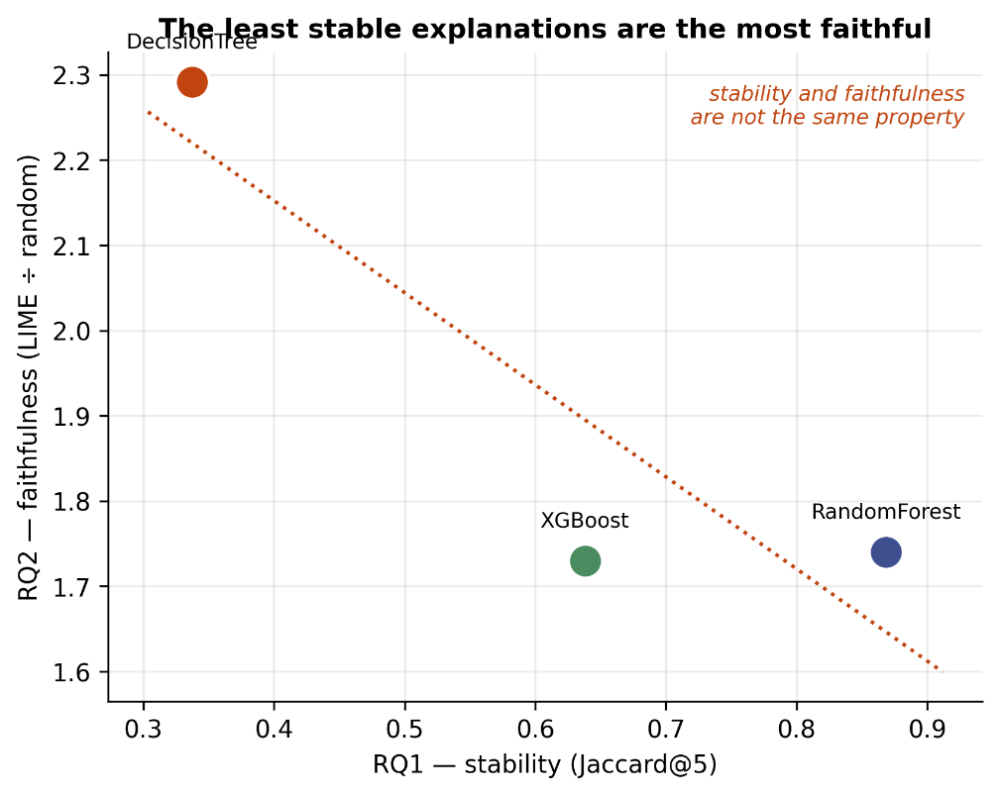 The least stable explanations are the most faithful
DecisionTree
stability and faithfulness
are not the same property
XGBoost
RandomForest
2.3
2.2
2.1
2.0
1.9
1.8
1.7
1.6
RQ2 — faithfulness (LIME ÷ random)
0.3 0.4 0.5 0.6 0.7 0.8 0.9
RQ1 — stability (Jaccard@5)